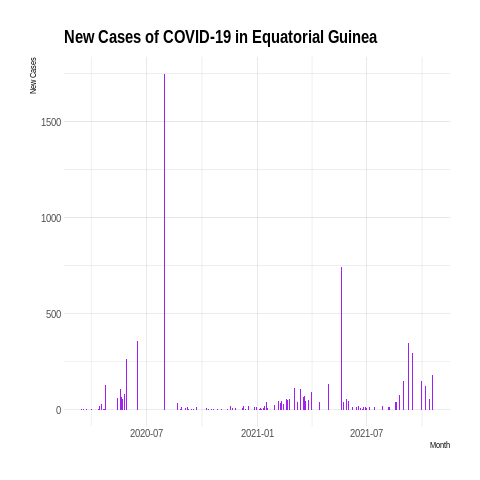 New Cases of COVID-19 in Equatorial Guinea
New Cases
1500
1000
500
0
2020-07 2021-01 2021-07
Month